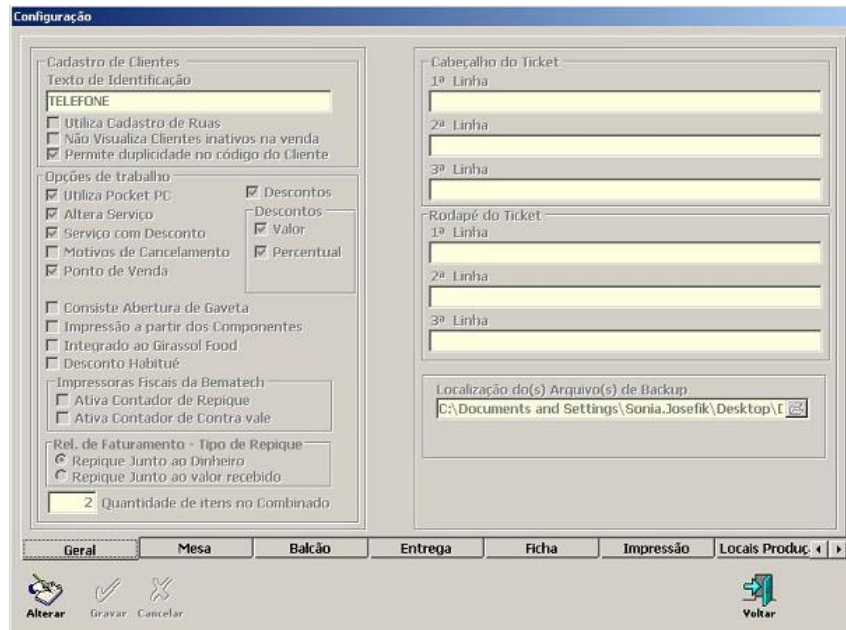 Configuração
Cadastro de Clientes
Texto de Identificação
TELEFONE
Utiliza Cadastro de Ruas
Não Visualiza Clientes inativos na venda
Permite duplicidade no código do Cliente
Opções de trabalho
Utiliza Pocket PC
Altera Serviço
Serviço com Desconto
Motivos de Cancelamento
Ponto de Venda
Descontos
Descontos
Valor
Percentual
Consiste Abertura de Gaveta
Impressão a partir dos Componentes
Integrado ao Girassol Food
Desconto Habitué
Impressoras Fiscais da Bematech
Ativa Contador de Repique
Ativa Contador de Contra vale
Rel. de Faturamento - Tipo de Repique
Repique Junto ao Dinheiro
Repique Junto ao valor recebido
2 Quantidade de itens no Combinado
Cabeçalho do Ticket
1ª Linha
2ª Linha
3ª Linha
Rodapé do Ticket
1ª Linha
2ª Linha
3ª Linha
Localização do(s) Arquivo(s) de Backup
C:\Documents and Settings\Sonia.Josefik\Desktop\[
Geral Mesa Balcão Entrega Ficha Impressão Locais Produç
Alterar Gravar Cancelar Voltar